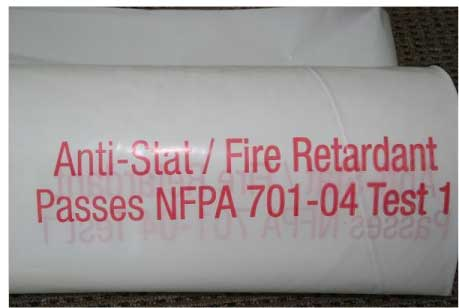 Anti-Stat / Fire Retardant
Passes NFPA 701-04 Test 1